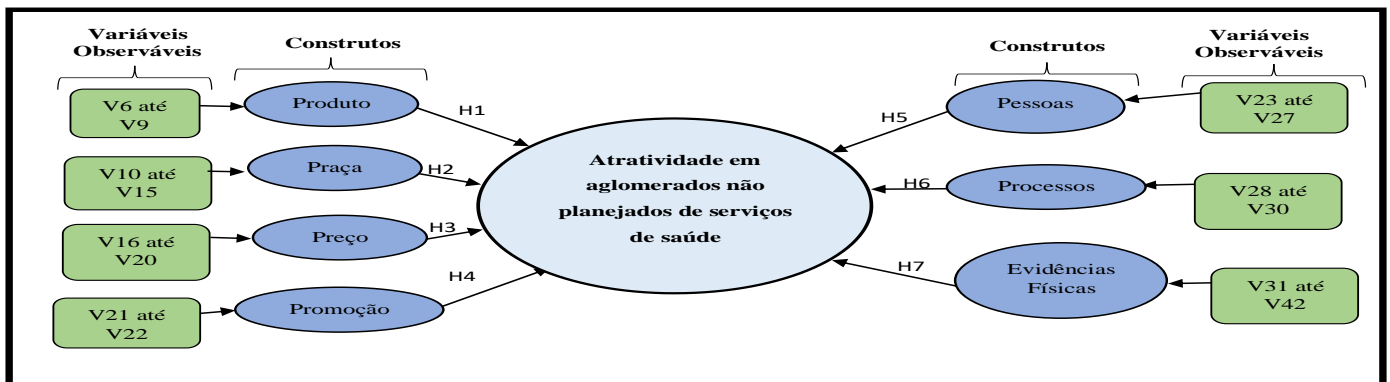 Variáveis
Observáveis
Construtos
V6 até
V9
Produto
H1
V10 até
V15
Praça
H2
V16 até
V20
Preço
H3
V21 até
V22
Promoção
H4
Atratividade em
aglomerados não
planejados de serviços
de saúde
Construtos
Variáveis
Observáveis
H5
Pessoas
V23 até
V27
H6
Processos
V28 até
V30
H7
Evidências
Físicas
V31 até
V42